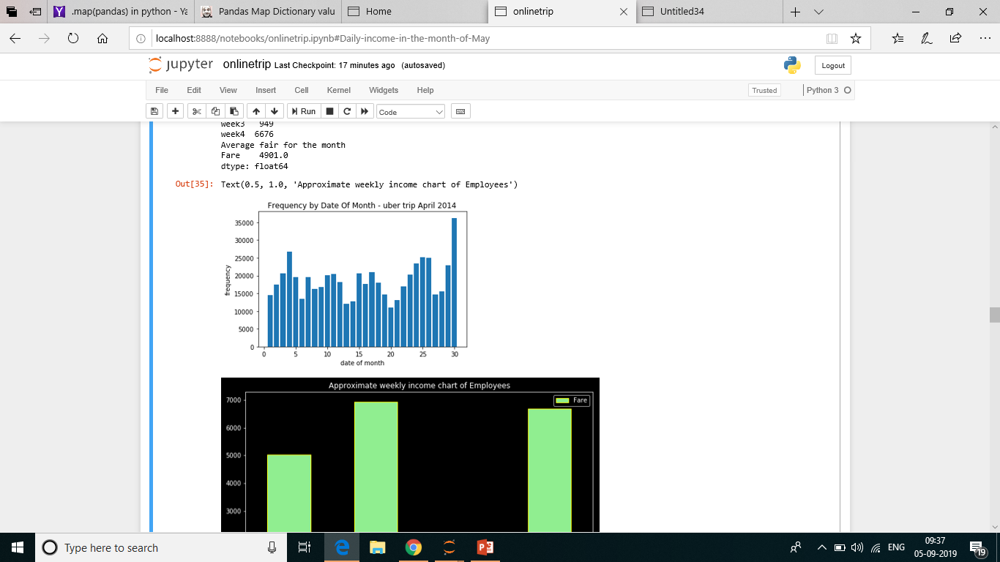 .map(pandas) in python - Ya
Pandas Map Dictionary valu
Home
onlinetrip
Untitled34
localhost:8888/notebooks/onlinetrip.ipynb#Daily-income-in-the-month-of-May
jupyter onlinetrip Last Checkpoint: 17 minutes ago (autosaved)
Logout
File Edit View Insert Cell Kernel Widgets Help
Trusted
Python 3
Run
Code
week3 949
week4 6676
Average fair for the month
Fare 4901.0
dtype: float64
Out[35]: Text(0.5, 1.0, 'Approximate weekly income chart of Employees')
Frequency by Date Of Month - uber trip April 2014
35000
30000
25000
20000
15000
10000
5000
0
frequency
0 5 10 15 20 25 30
date of month
Approximate weekly income chart of Employees
Fare
7000
6000
5000
4000
3000
Type here to search
ENG
09:37
05-09-2019
19